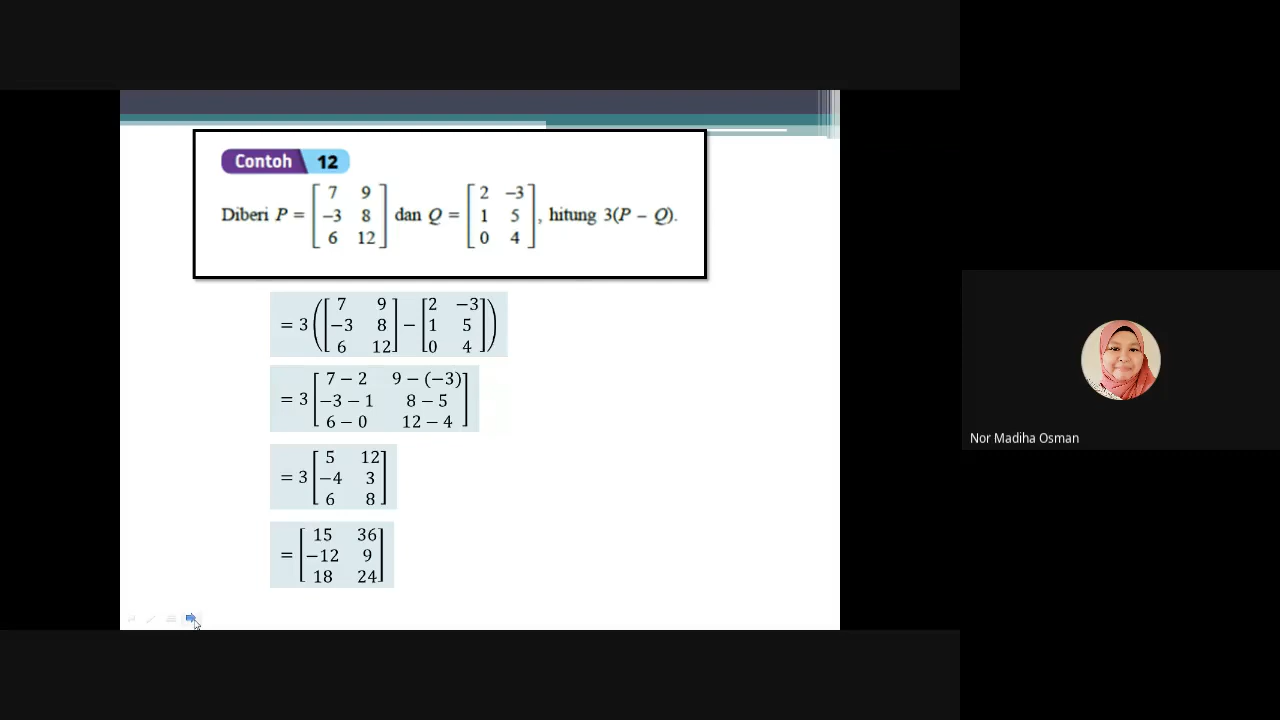 Contoh 12
Diberi P = [7 9; −3 8; 6 12] dan Q = [2 −3; 1 5; 0 4], hitung 3(P − Q).
= 3([7 9; −3 8; 6 12] − [2 −3; 1 5; 0 4])
= 3[7 − 2 9 − (−3); −3 − 1 8 − 5; 6 − 0 12 − 4]
= 3[5 12; −4 3; 6 8]
= [15 36; −12 9; 18 24]
Nor Madiha Osman